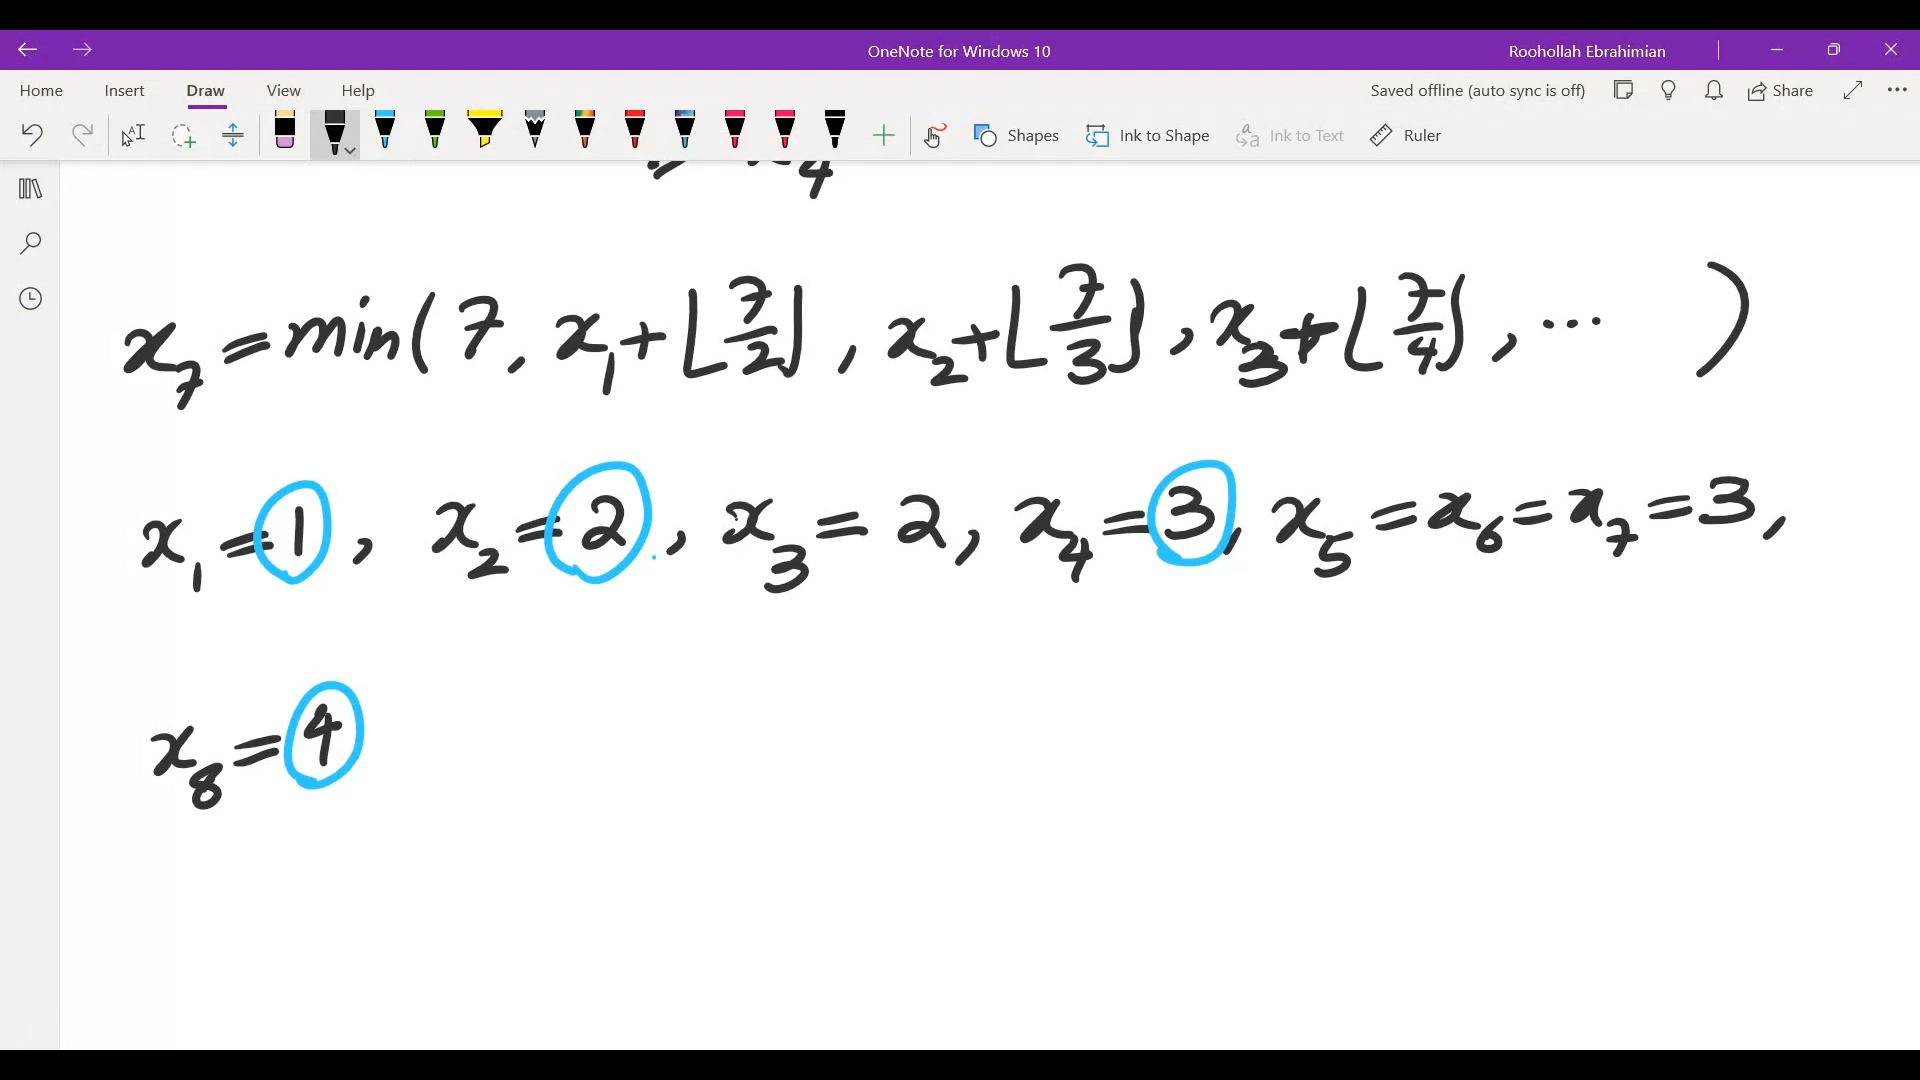 OneNote for Windows 10 Roohollah Ebrahimian
Home Insert Draw View Help Saved offline (auto sync is off) Share
Shapes Ink to Shape Ink to Text Ruler
x₇ = min( 7, x₁ + ⌊7/2⌋, x₂ + ⌊7/3⌋, x₃ + ⌊7/4⌋, ... )
x₁ = 1, x₂ = 2, x₃ = 2, x₄ = 3, x₅ = x₆ = x₇ = 3,
x₈ = 4